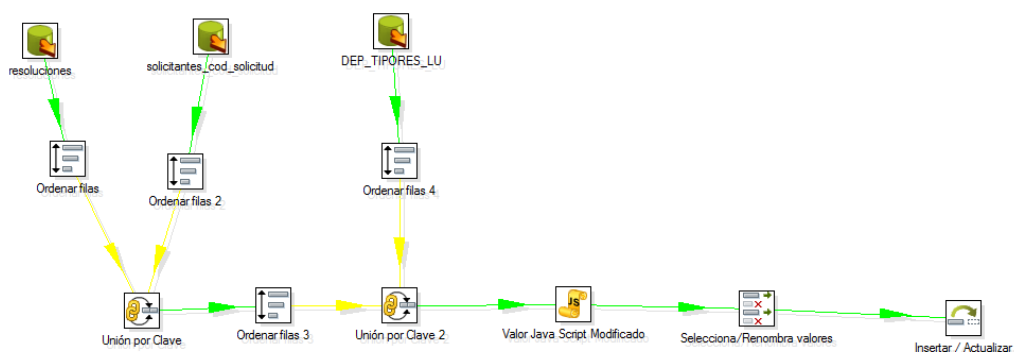 resoluciones
solicitantes_cod_solicitud
DEP_TIPORES_LU
Ordenar filas
Ordenar filas 2
Ordenar filas 4
Unión por Clave
Ordenar filas 3
Unión por Clave 2
JS
Valor Java Script Modificado
Selecciona/Renombra valores
Insertar / Actualizar